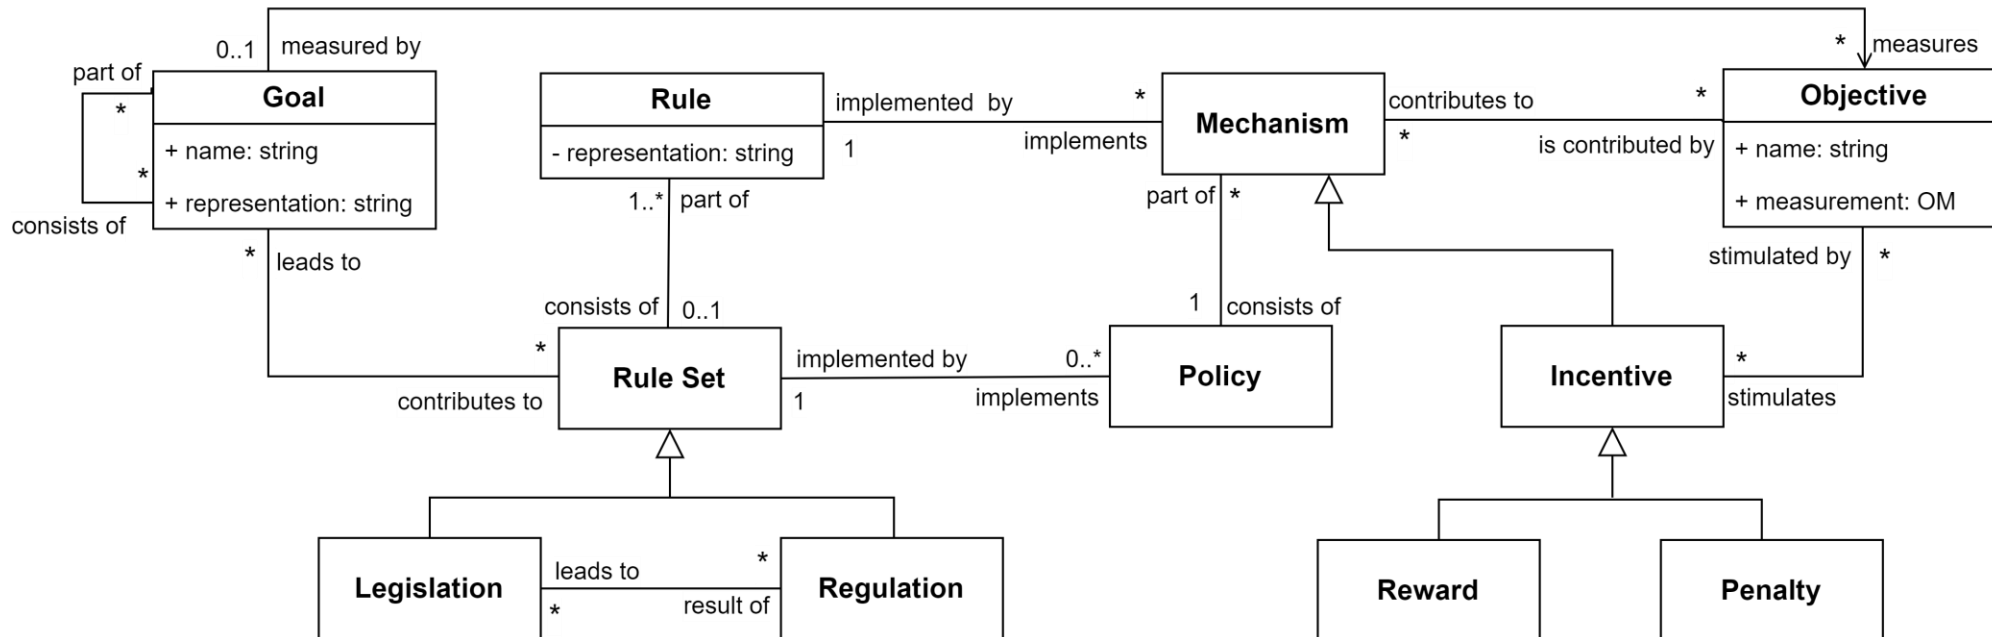 0..1
measured by
*
measures
part of
*
Goal
+ name: string
*
+ representation: string
consists of
*
leads to
Rule
- representation: string
implemented  by
*
1
implements
1..*
part of
Mechanism
contributes to
*
*
is contributed by
Objective
+ name: string
+ measurement: OM
part of
*
stimulated by
*
consists of
0..1
1
consists of
*
contributes to
Rule Set
implemented by
0..*
1
implements
Policy
Incentive
*
stimulates
Legislation
leads to
*
*
result of
Regulation
Reward
Penalty